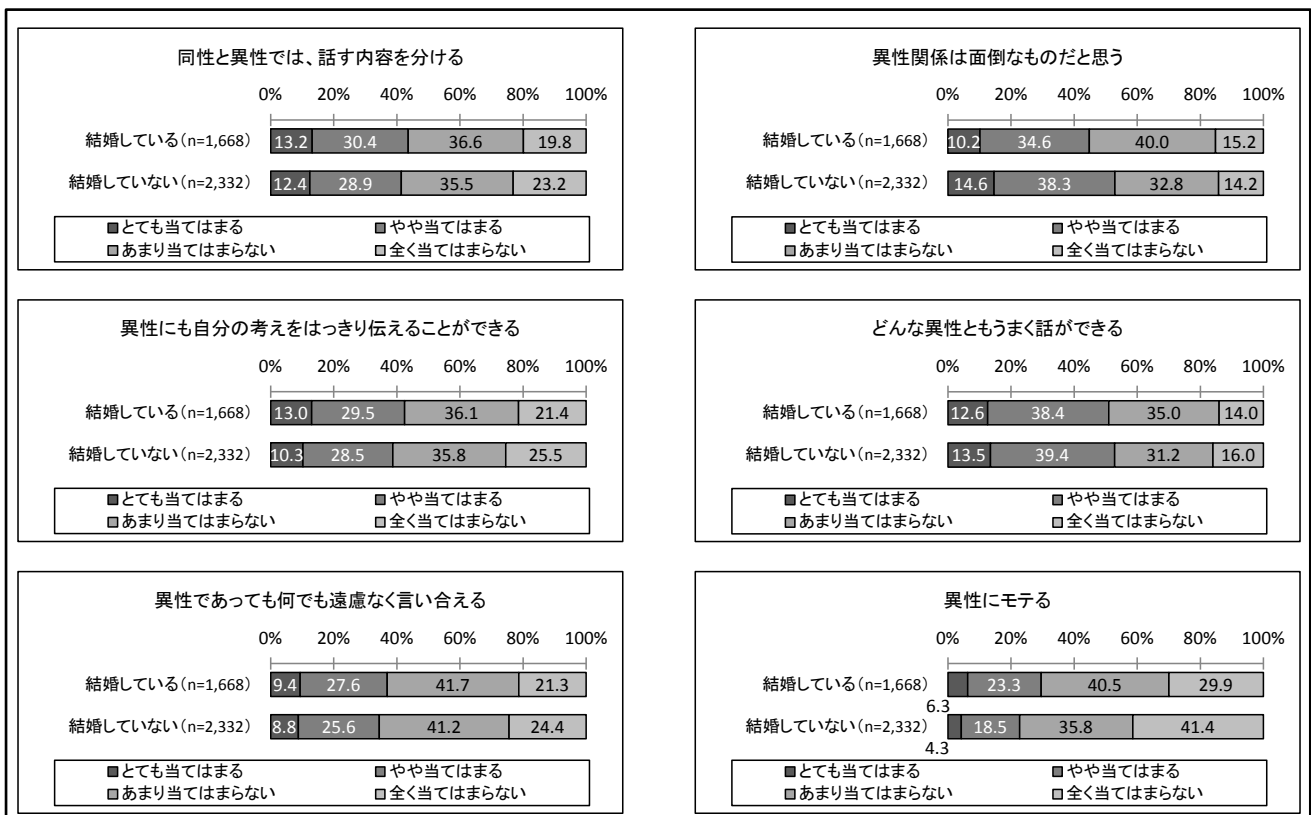 同性と異性では、話す内容を分ける
0% 20% 40% 60% 80% 100%
結婚している(n=1,668) 13.2 30.4 36.6 19.8
結婚していない(n=2,332) 12.4 28.9 35.5 23.2
■とても当てはまる ■やや当てはまる
■あまり当てはまらない ■全く当てはまらない
異性関係は面倒なものだと思う
0% 20% 40% 60% 80% 100%
結婚している(n=1,668) 10.2 34.6 40.0 15.2
結婚していない(n=2,332) 14.6 38.3 32.8 14.2
■とても当てはまる ■やや当てはまる
■あまり当てはまらない ■全く当てはまらない
異性にも自分の考えをはっきり伝えることができる
0% 20% 40% 60% 80% 100%
結婚している(n=1,668) 13.0 29.5 36.1 21.4
結婚していない(n=2,332) 10.3 28.5 35.8 25.5
■とても当てはまる ■やや当てはまる
■あまり当てはまらない ■全く当てはまらない
どんな異性ともうまく話ができる
0% 20% 40% 60% 80% 100%
結婚している(n=1,668) 12.6 38.4 35.0 14.0
結婚していない(n=2,332) 13.5 39.4 31.2 16.0
■とても当てはまる ■やや当てはまる
■あまり当てはまらない ■全く当てはまらない
異性であっても何でも遠慮なく言い合える
0% 20% 40% 60% 80% 100%
結婚している(n=1,668) 9.4 27.6 41.7 21.3
結婚していない(n=2,332) 8.8 25.6 41.2 24.4
■とても当てはまる ■やや当てはまる
■あまり当てはまらない ■全く当てはまらない
異性にモテる
0% 20% 40% 60% 80% 100%
結婚している(n=1,668) 23.3 40.5 29.9
6.3
結婚していない(n=2,332) 18.5 35.8 41.4
4.3
■とても当てはまる ■やや当てはまる
■あまり当てはまらない ■全く当てはまらない